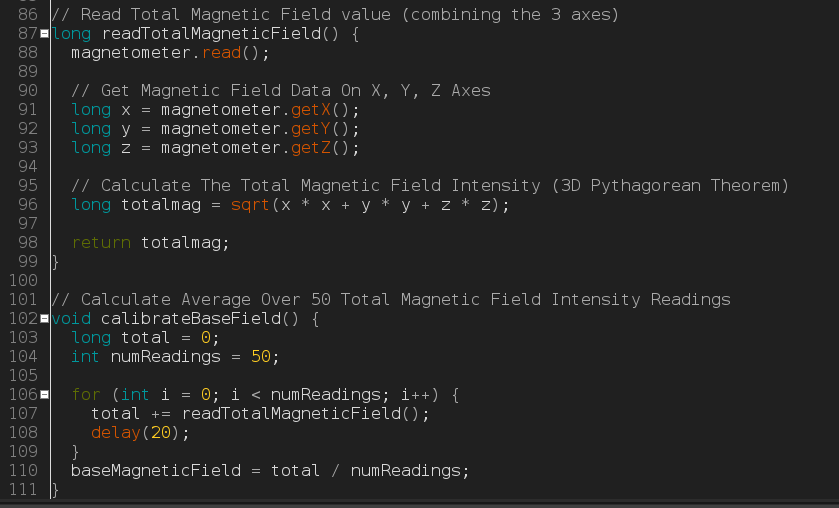 86 // Read Total Magnetic Field value (combining the 3 axes)
87 long readTotalMagneticField() {
88   magnetometer.read();
89
90   // Get Magnetic Field Data On X, Y, Z Axes
91   long x = magnetometer.getX();
92   long y = magnetometer.getY();
93   long z = magnetometer.getZ();
94
95   // Calculate The Total Magnetic Field Intensity (3D Pythagorean Theorem)
96   long totalmag = sqrt(x * x + y * y + z * z);
97
98   return totalmag;
99 }
100
101 // Calculate Average Over 50 Total Magnetic Field Intensity Readings
102 void calibrateBaseField() {
103   long total = 0;
104   int numReadings = 50;
105
106   for (int i = 0; i < numReadings; i++) {
107     total += readTotalMagneticField();
108     delay(20);
109   }
110   baseMagneticField = total / numReadings;
111 }